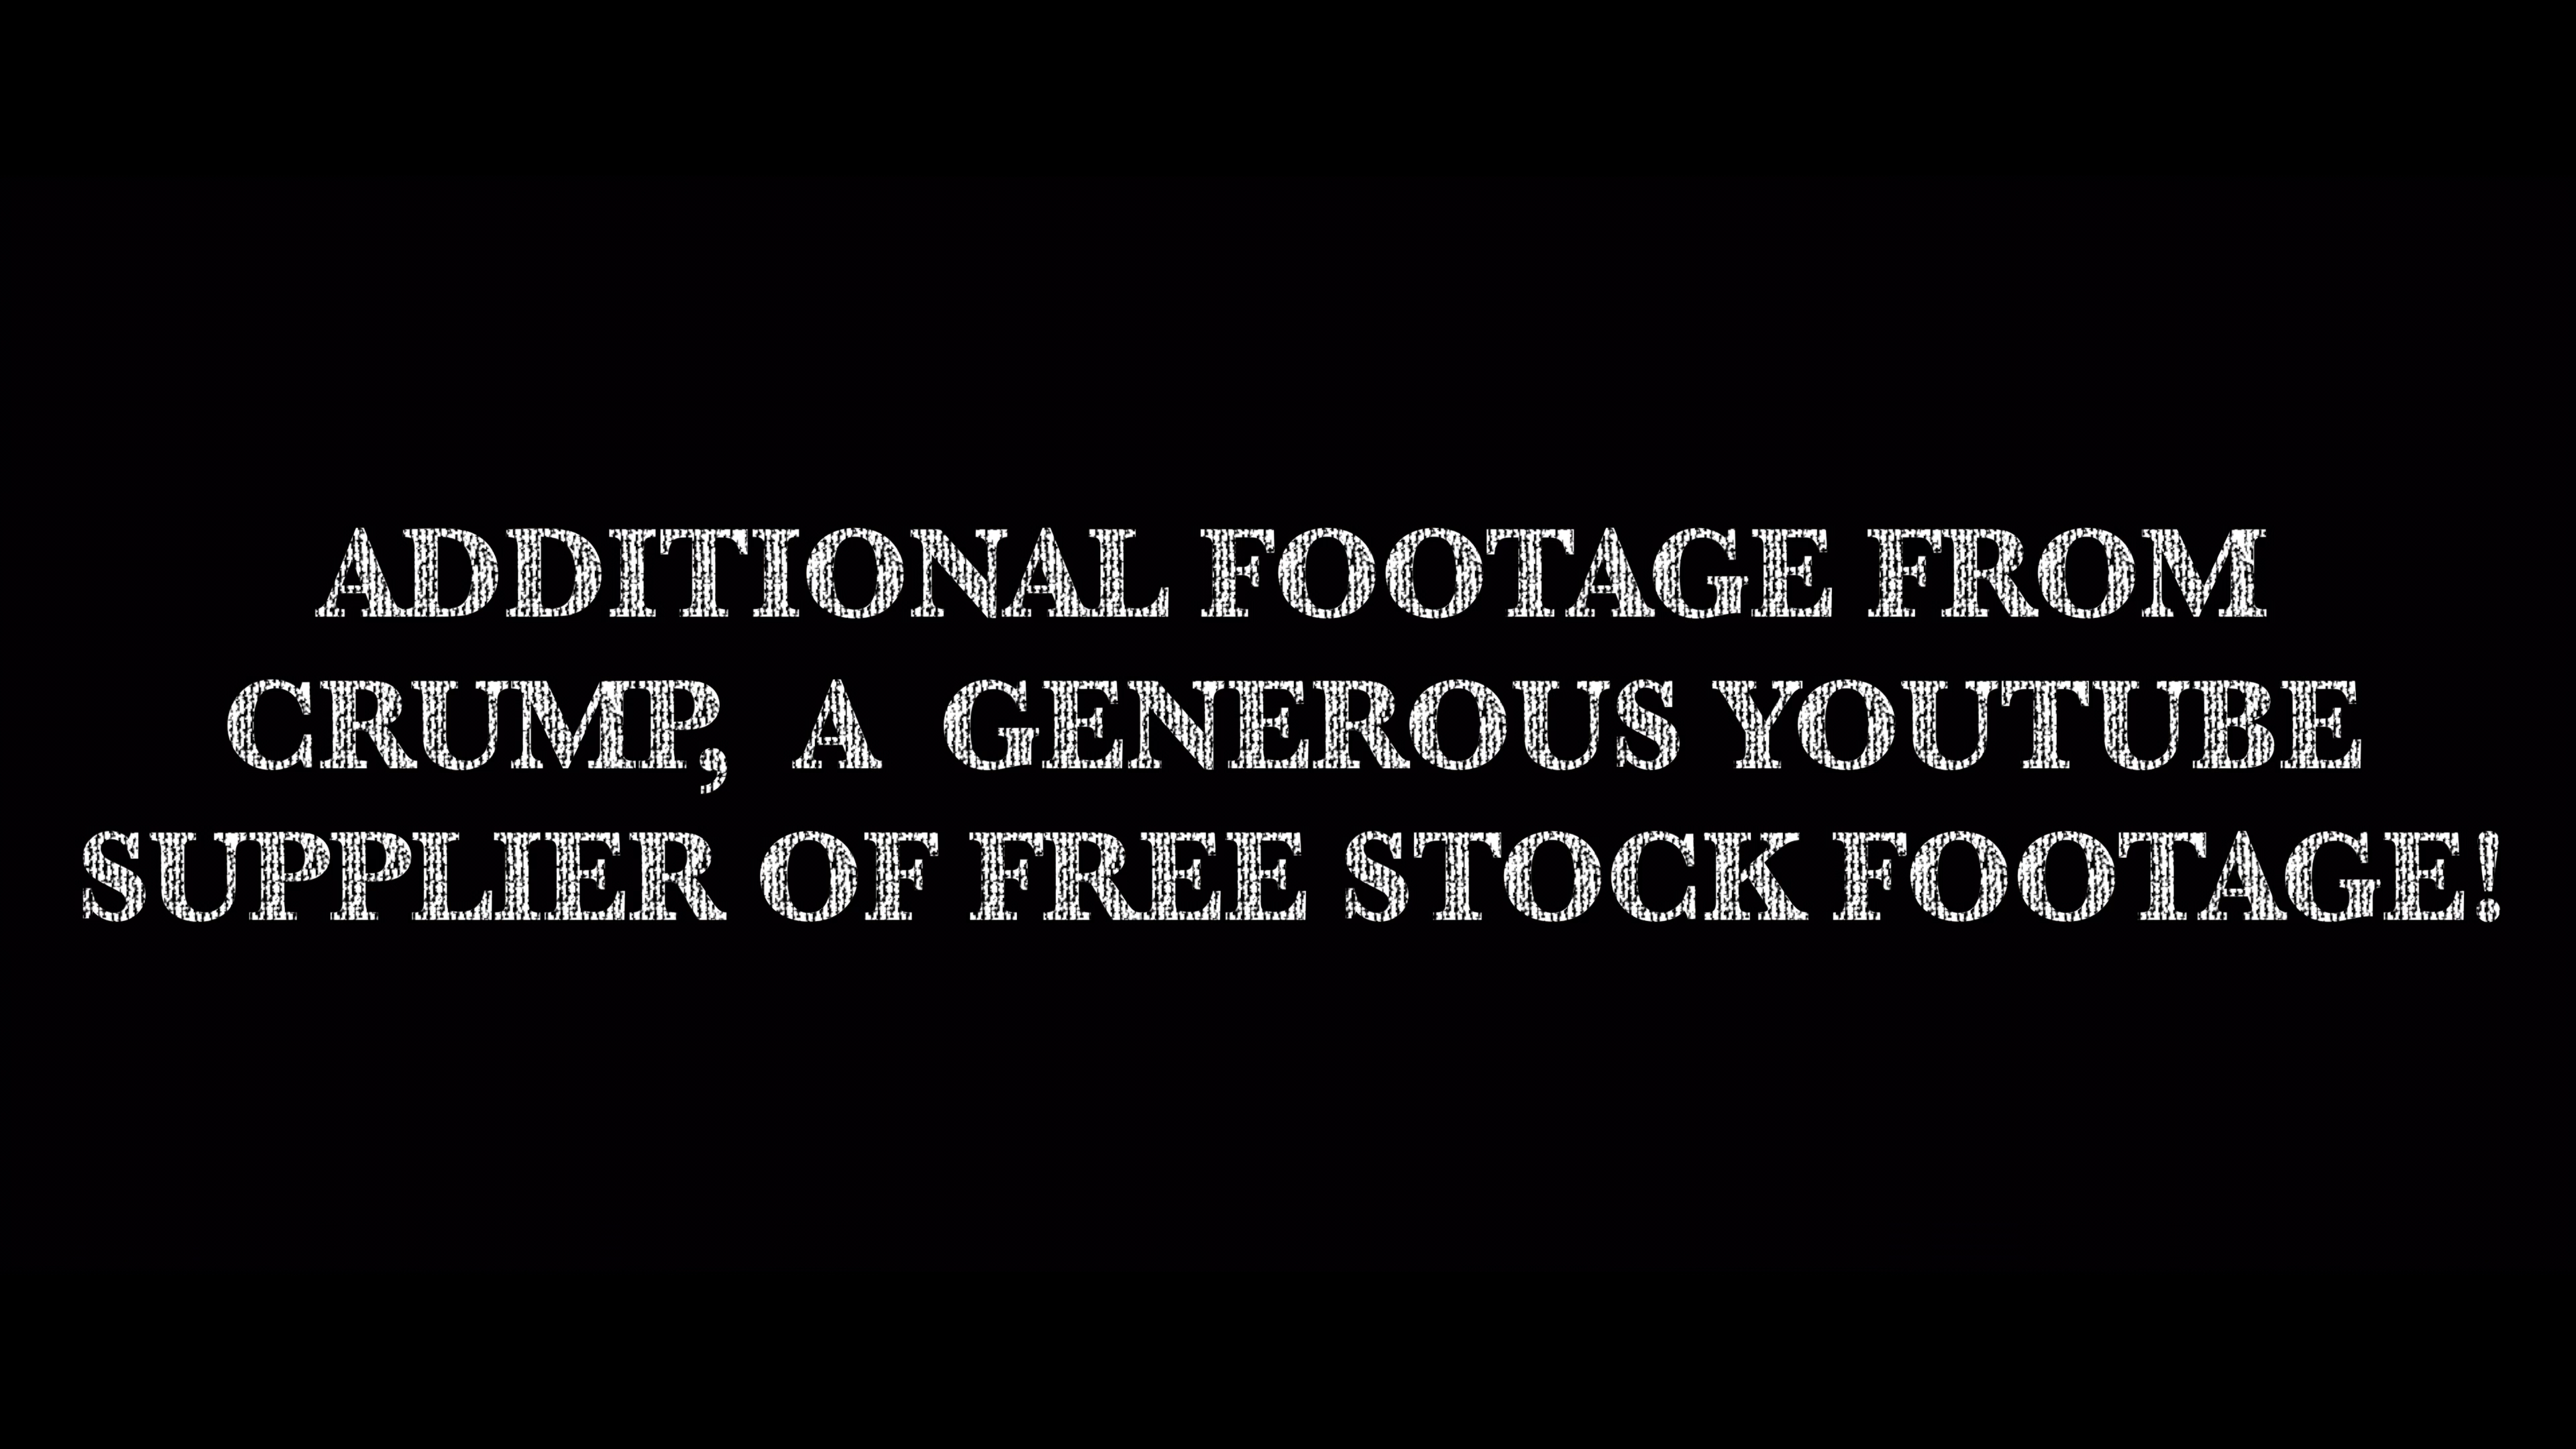 ADDITIONAL FOOTAGE FROM
CRUMP, A GENEROUS YOUTUBE
SUPPLIER OF FREE STOCK FOOTAGE!